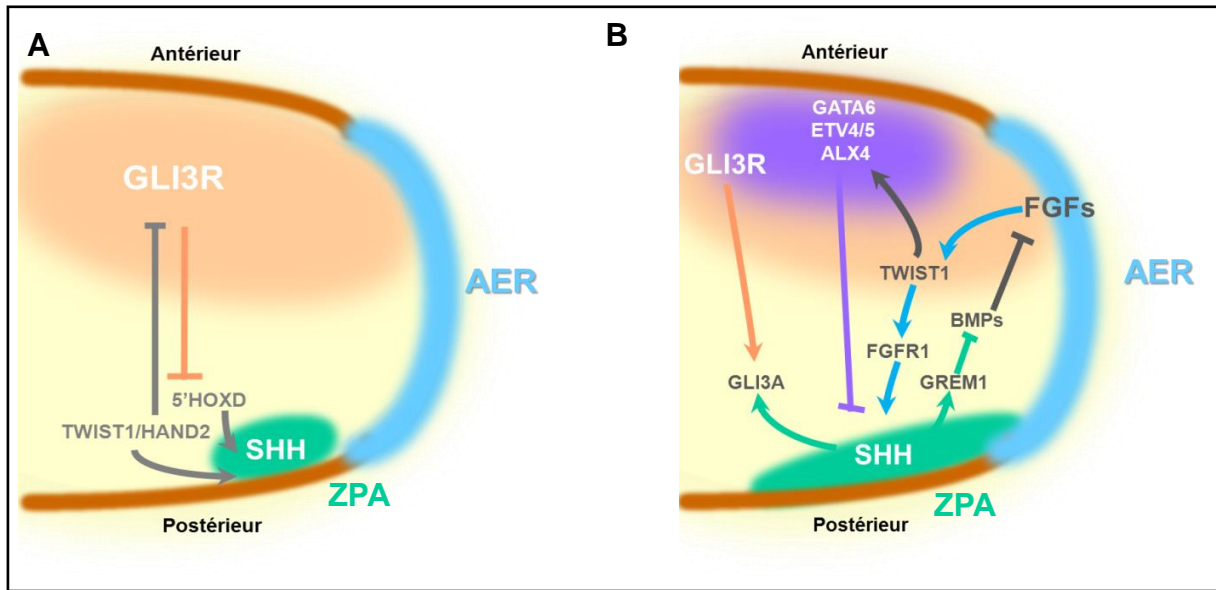 A
Antérieur
GLI3R
AER
5'HOXD
TWIST1/HAND2
SHH
ZPA
Postérieur
B
Antérieur
GATA6
ETV4/5
ALX4
GLI3R
FGFs
TWIST1
AER
BMPs
FGFR1
GLI3A
GREM1
SHH
ZPA
Postérieur